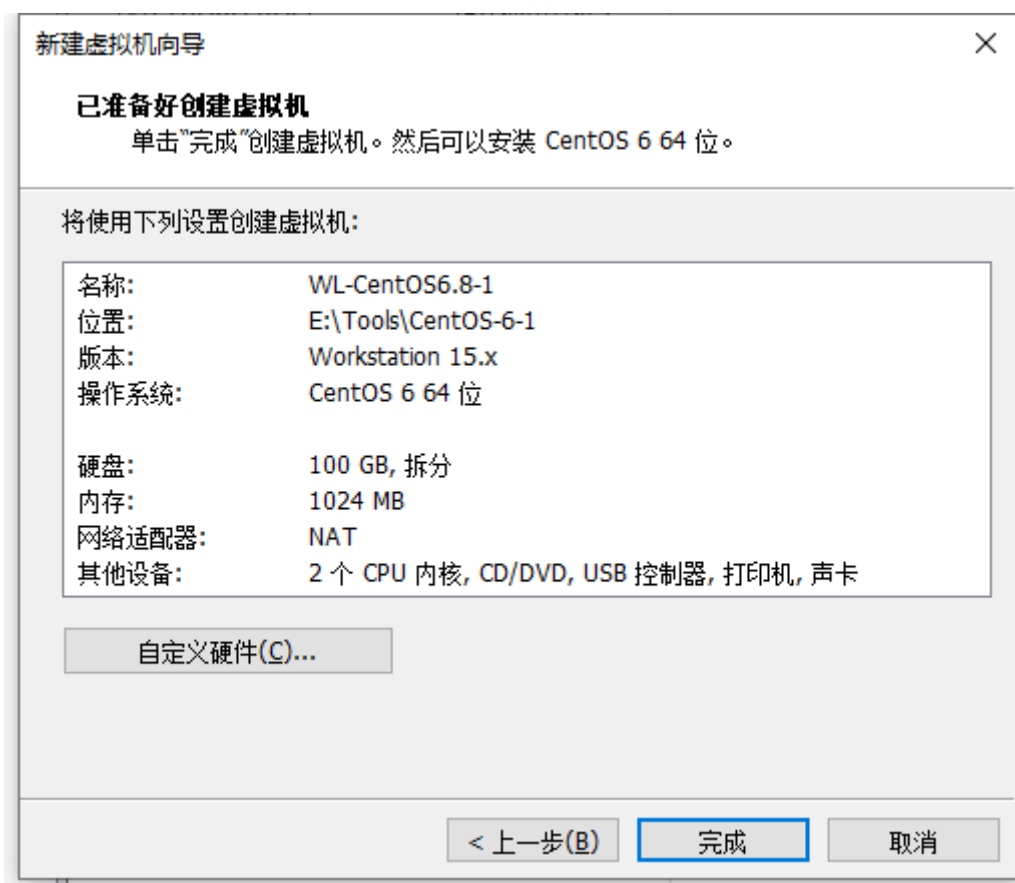 新建虚拟机向导
已准备好创建虚拟机
单击"完成"创建虚拟机。然后可以安装 CentOS 6 64 位。
将使用下列设置创建虚拟机:
名称: WL-CentOS6.8-1
位置: E:\Tools\CentOS-6-1
版本: Workstation 15.x
操作系统: CentOS 6 64 位
硬盘: 100 GB, 拆分
内存: 1024 MB
网络适配器: NAT
其他设备: 2 个 CPU 内核, CD/DVD, USB 控制器, 打印机, 声卡
自定义硬件(C)...
< 上一步(B) 完成 取消